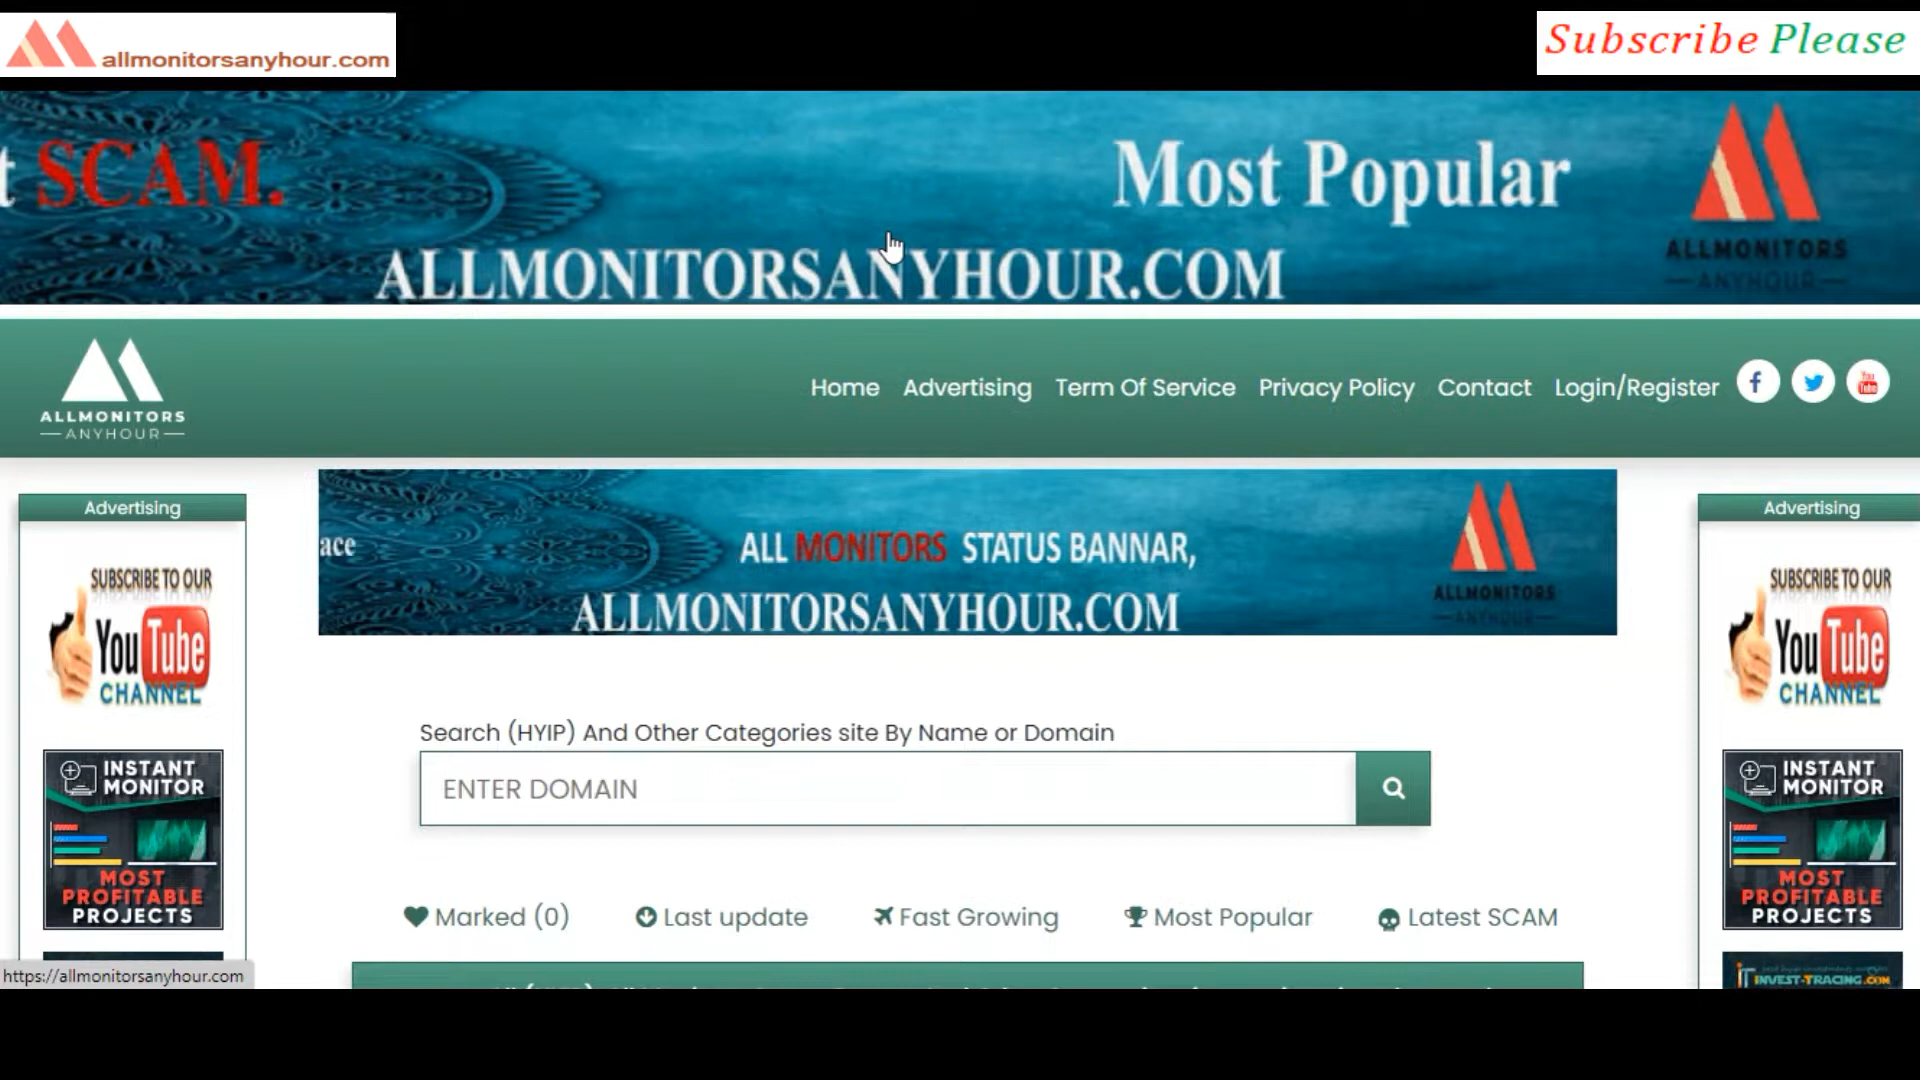 allmonitorsanyhour.com
Subscribe Please
t SCAM.
Most Popular
ALLMONITORSANYHOUR.COM
ALLMONITORS
ANYHOUR
ALLMONITORS
ANYHOUR
Home Advertising Term Of Service Privacy Policy Contact Login/Register
You Tube
ace
ALL MONITORS STATUS BANNAR,
ALLMONITORSANYHOUR.COM
ALLMONITORS
ANYHOUR
Advertising
SUBSCRIBE TO OUR
YouTube
CHANNEL
INSTANT
MONITOR
MOST
PROFITABLE
PROJECTS
Search (HYIP) And Other Categories site By Name or Domain
ENTER DOMAIN
Marked (0) Last update Fast Growing Most Popular Latest SCAM
Advertising
SUBSCRIBE TO OUR
YouTube
CHANNEL
INSTANT
MONITOR
MOST
PROFITABLE
PROJECTS
INVEST-TRACING.COM
https://allmonitorsanyhour.com